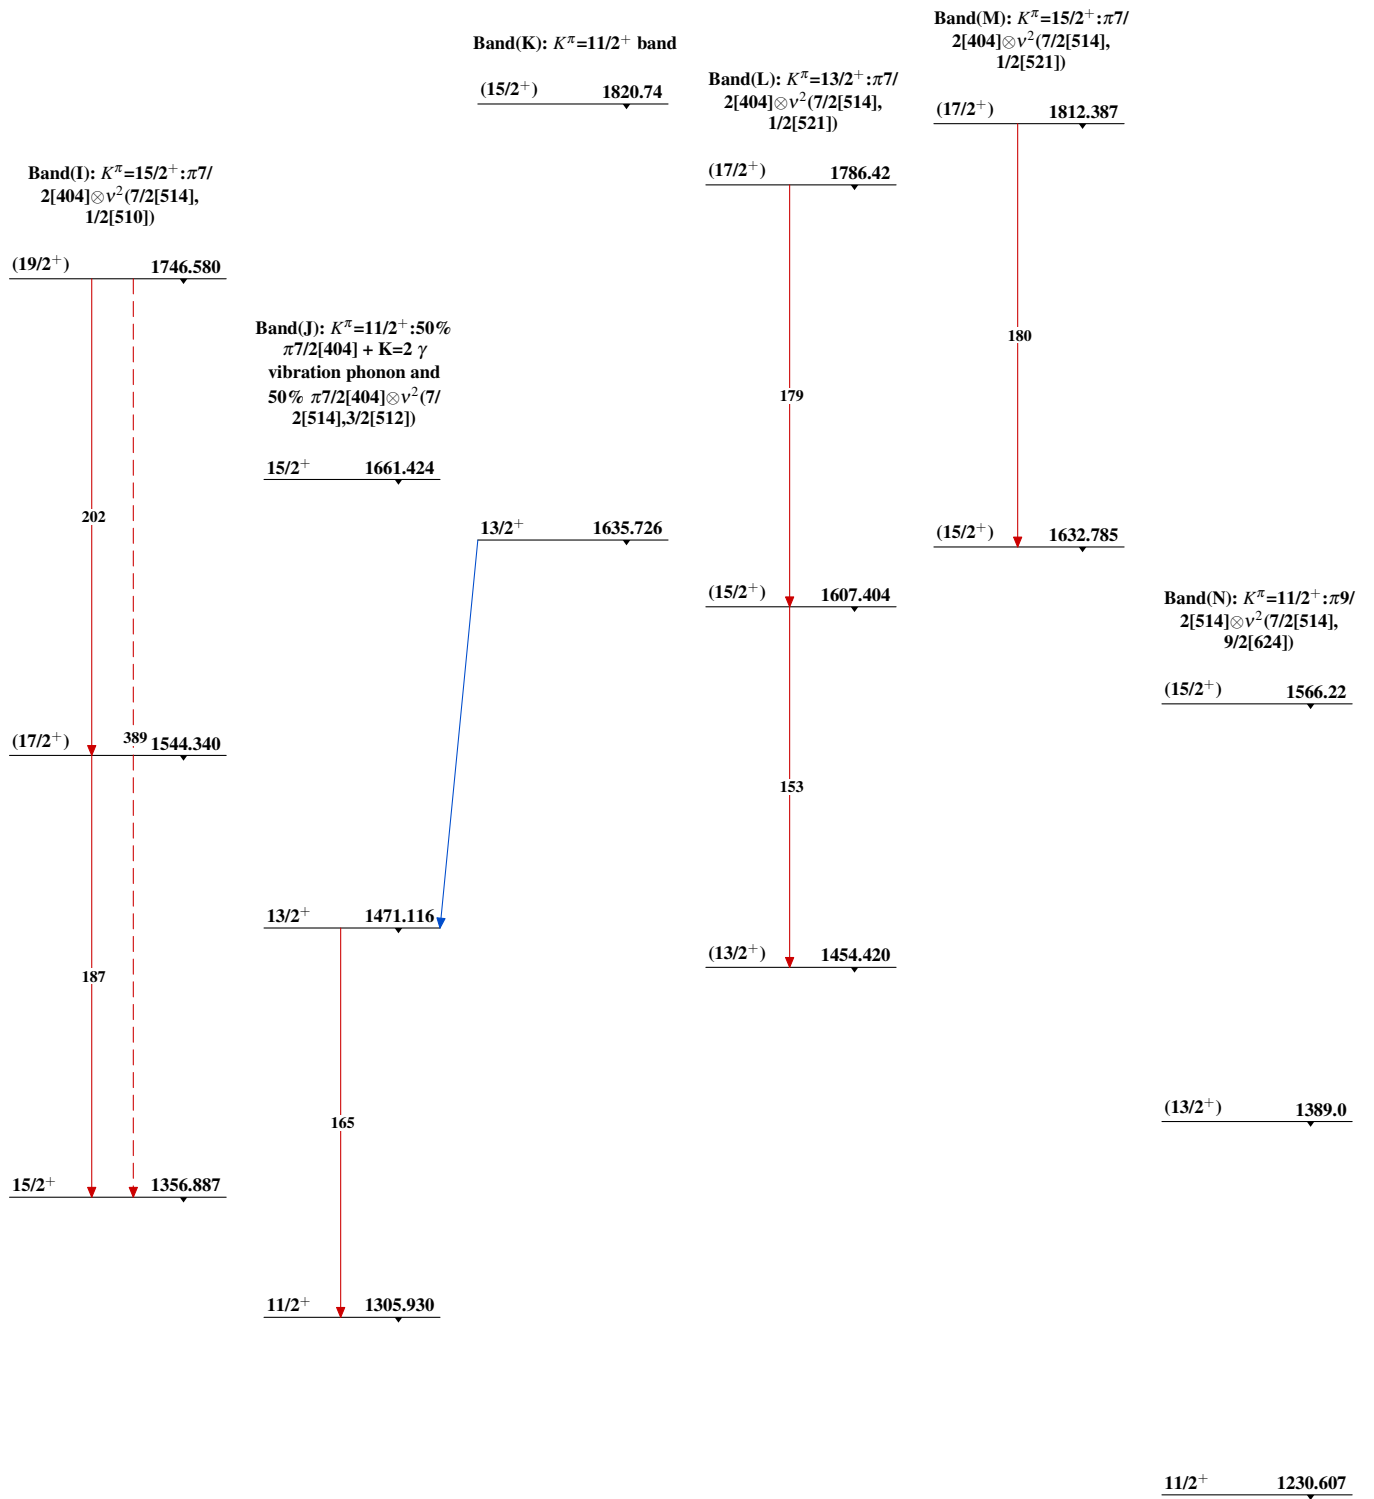 Band(I): Kπ=15/2+:π7/
2[404]⊗ν2(7/2[514],
1/2[510])
(19/2+) 1746.580
202
(17/2+) 389 1544.340
187
15/2+ 1356.887
Band(J): Kπ=11/2+:50%
π7/2[404] + K=2 γ
vibration phonon and
50% π7/2[404]⊗ν2(7/
2[514],3/2[512])
15/2+ 1661.424
13/2+ 1471.116
165
11/2+ 1305.930
Band(K): Kπ=11/2+ band
(15/2+) 1820.74
13/2+ 1635.726
Band(L): Kπ=13/2+:π7/
2[404]⊗ν2(7/2[514],
1/2[521])
(17/2+) 1786.42
179
(15/2+) 1607.404
153
(13/2+) 1454.420
Band(M): Kπ=15/2+:π7/
2[404]⊗ν2(7/2[514],
1/2[521])
(17/2+) 1812.387
180
(15/2+) 1632.785
Band(N): Kπ=11/2+:π9/
2[514]⊗ν2(7/2[514],
9/2[624])
(15/2+) 1566.22
(13/2+) 1389.0
11/2+ 1230.607